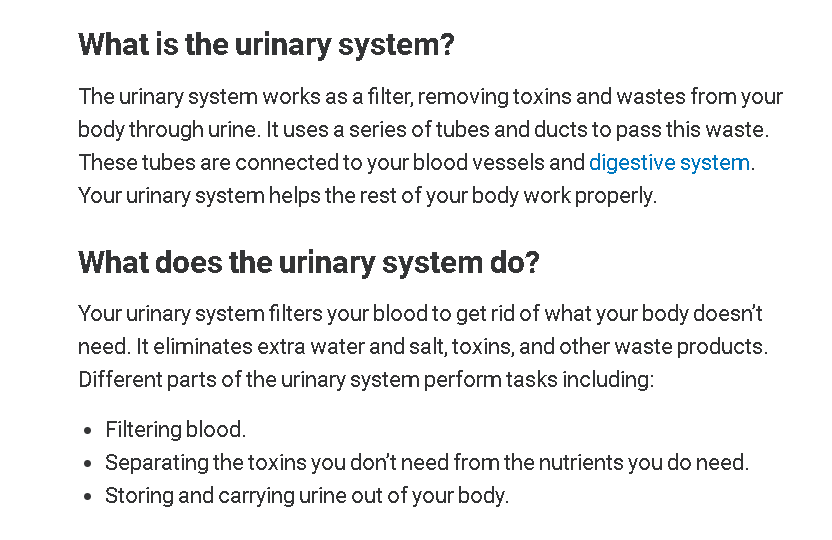 What is the urinary system?
The urinary system works as a filter, removing toxins and wastes from your
body through urine. It uses a series of tubes and ducts to pass this waste.
These tubes are connected to your blood vessels and digestive system.
Your urinary system helps the rest of your body work properly.
What does the urinary system do?
Your urinary system filters your blood to get rid of what your body doesn’t
need. It eliminates extra water and salt, toxins, and other waste products.
Different parts of the urinary system perform tasks including:
• Filtering blood.
• Separating the toxins you don’t need from the nutrients you do need.
• Storing and carrying urine out of your body.